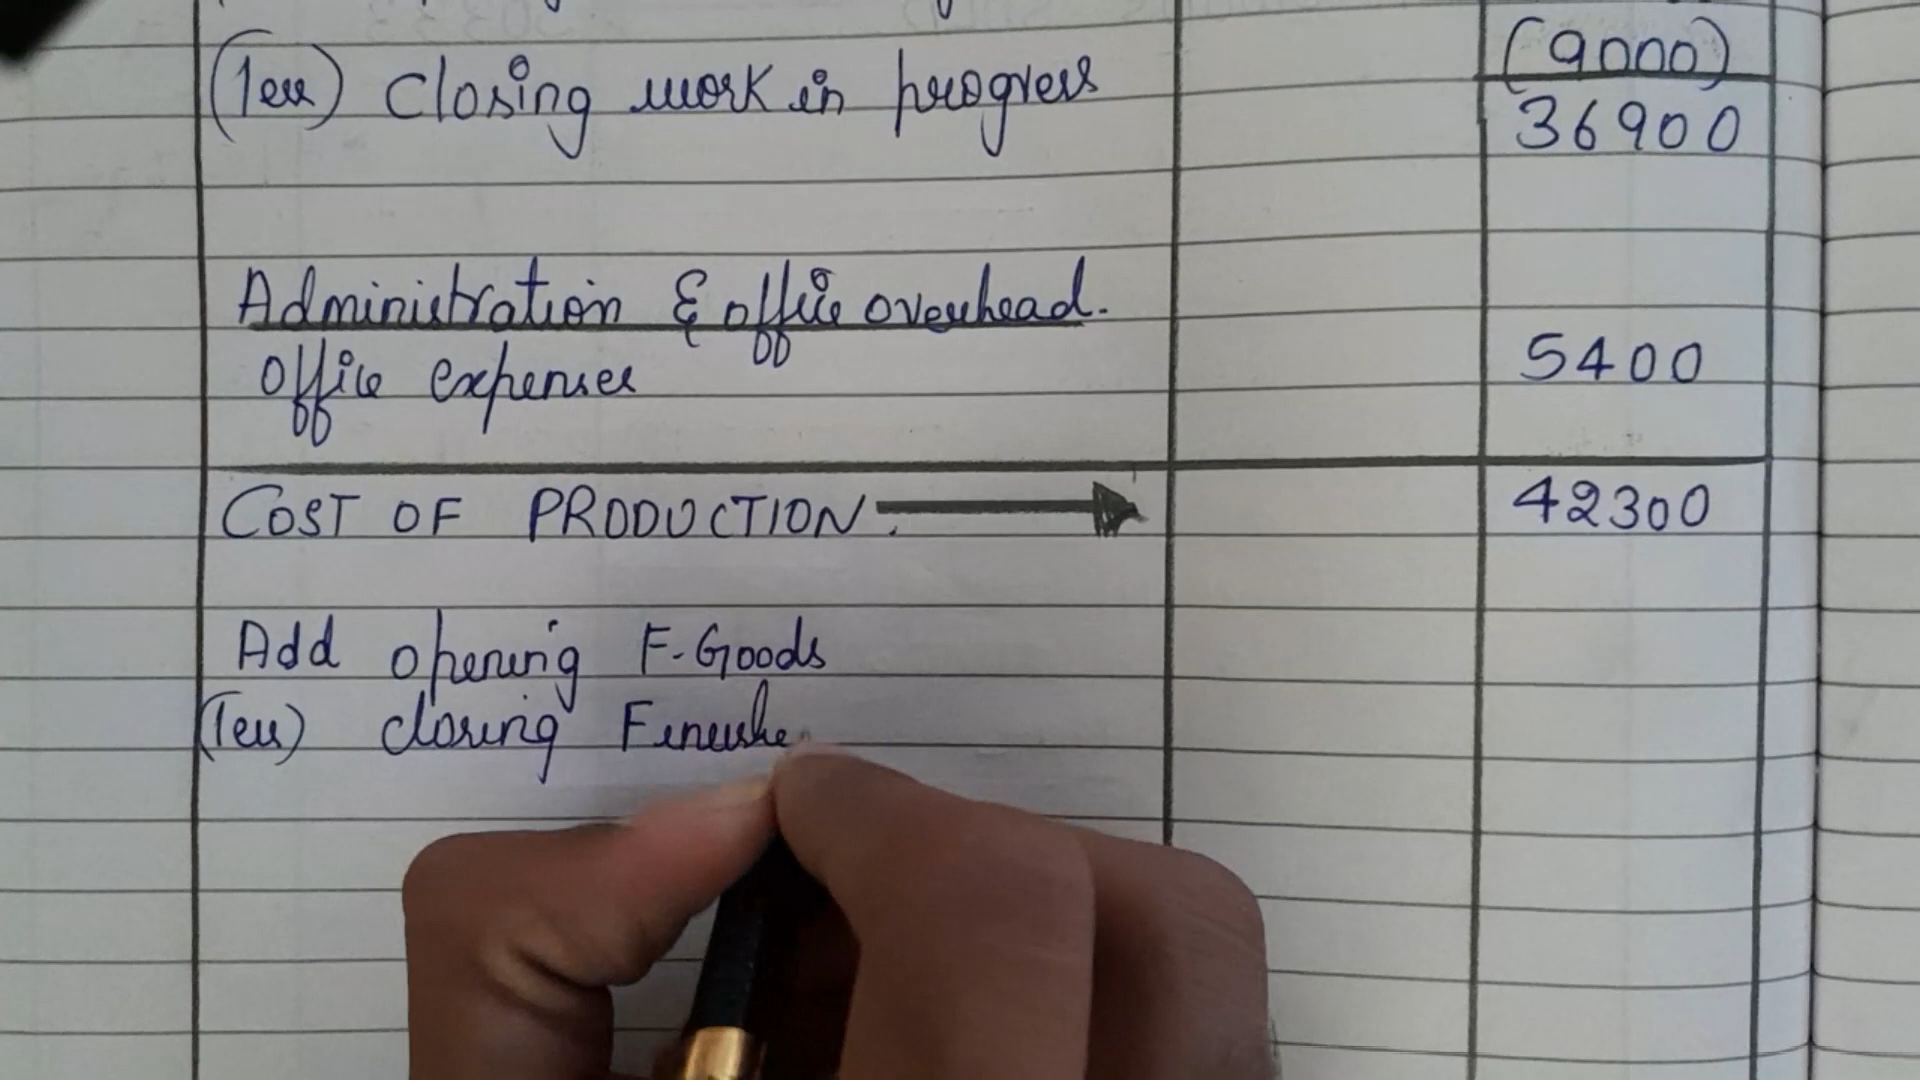 (less) Closing work in progress (9000)
36900
Administration & office overhead.
Office expenses 5400
COST OF PRODUCTION. 42300
Add opening F-Goods
(less) closing Finishe